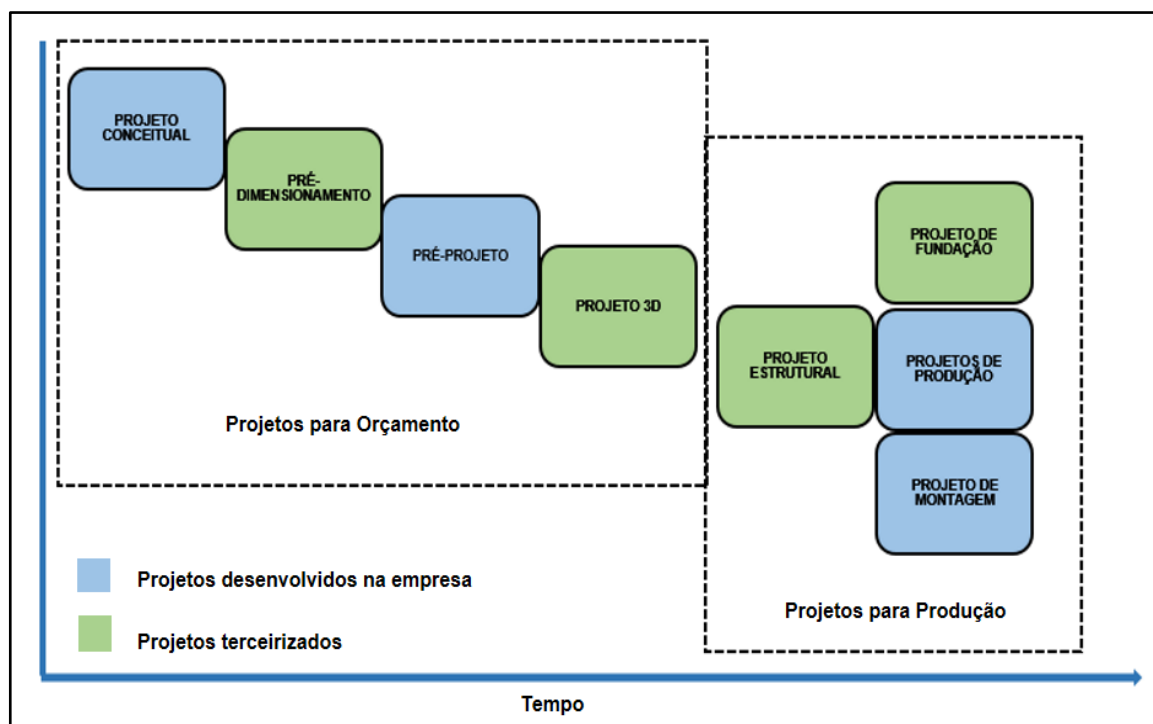 PROJETO
CONCEITUAL
PRÉ-
DIMENSIONAMENTO
PRÉ-PROJETO
PROJETO 3D
Projetos para Orçamento
PROJETO DE
FUNDAÇÃO
PROJETO
ESTRUTURAL
PROJETOS DE
PRODUÇÃO
PROJETO DE
MONTAGEM
Projetos para Produção
Projetos desenvolvidos na empresa
Projetos terceirizados
Tempo